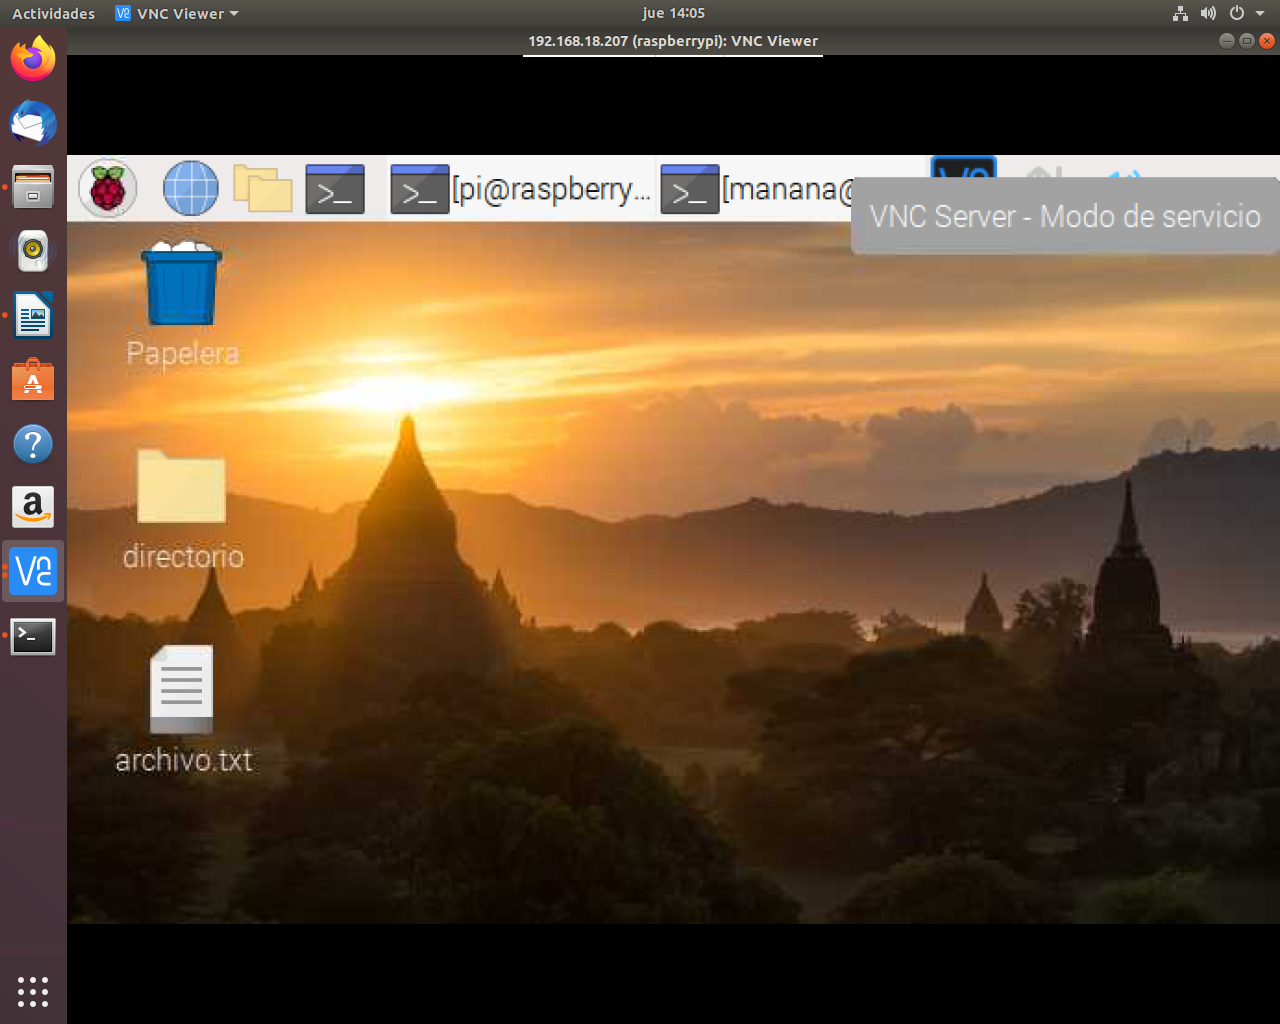 Actividades VNC Viewer jue 14:05
192.168.18.207 (raspberrypi): VNC Viewer
[pi@raspberry... [manana@
VNC Server - Modo de servicio
Papelera
directorio
archivo.txt